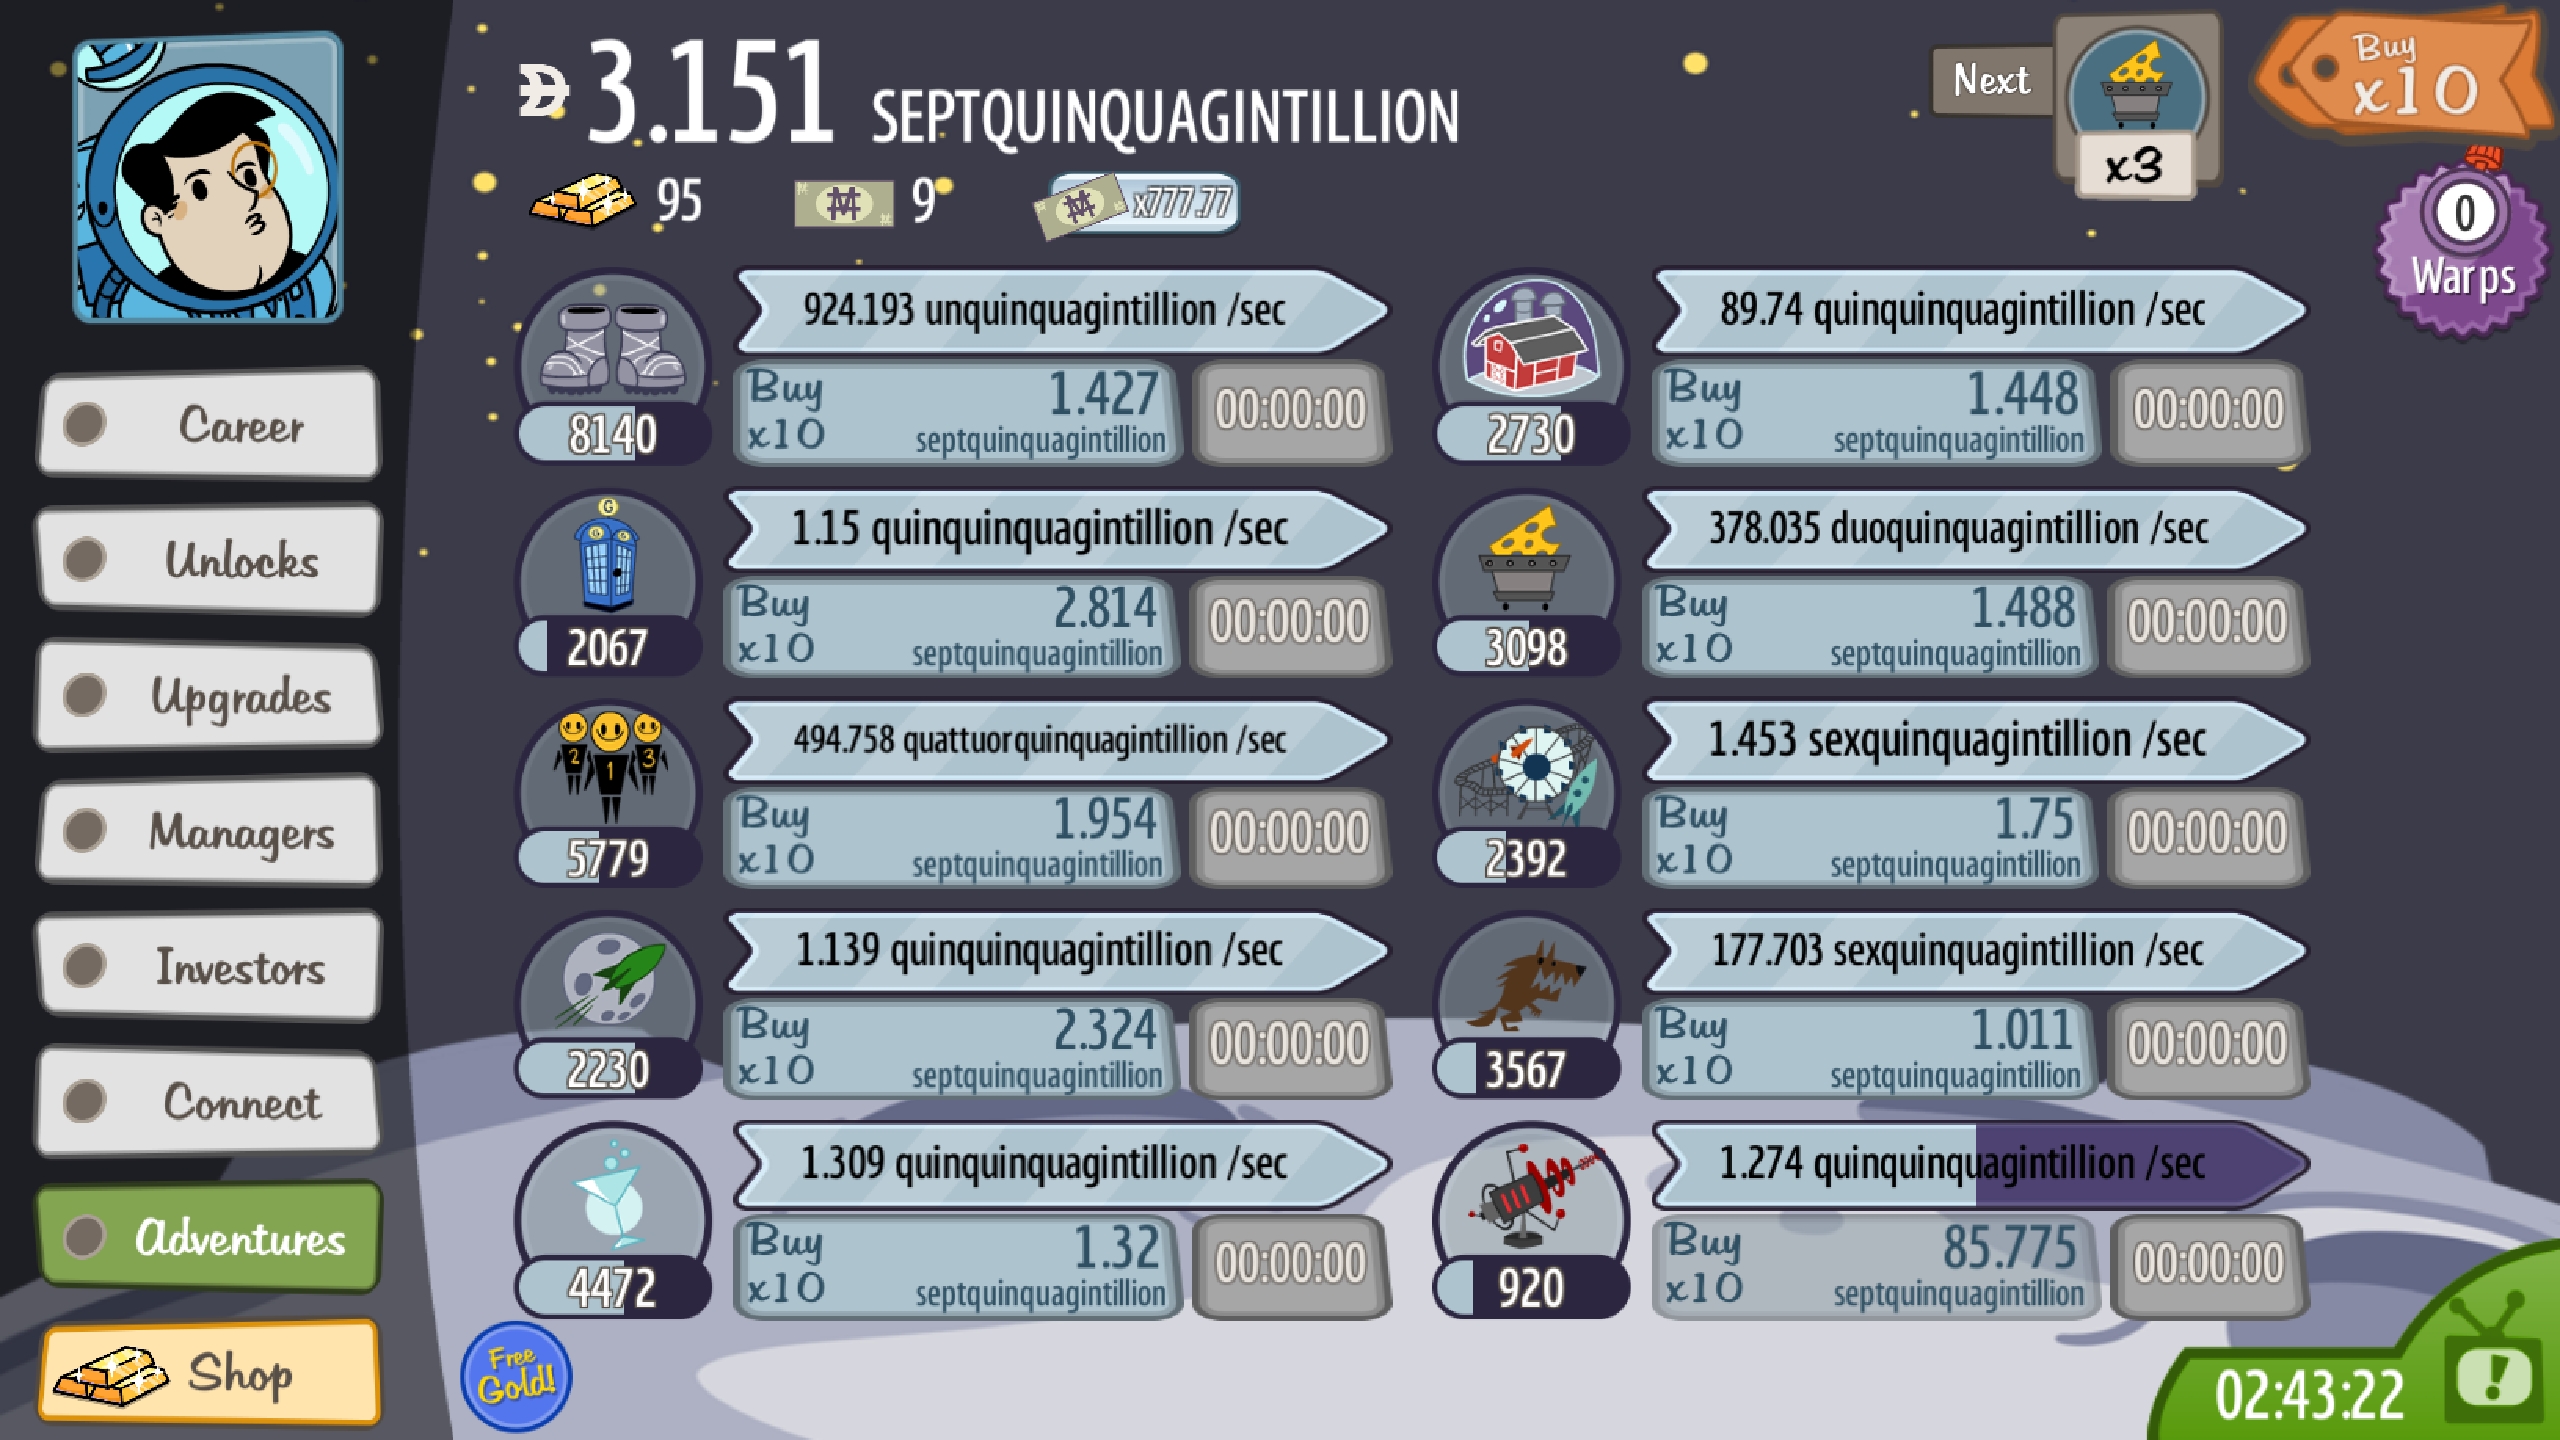 3.151 SEPTQUINQUAGINTILLION
95
9
x777.77
Next
x3
Buy
x10
0
Warps
Career
Unlocks
Upgrades
Managers
Investors
Connect
Adventures
Shop
924.193 unquinquagintillion /sec
8140
Buy
x10
1.427
septquinquagintillion
00:00:00
89.74 quinquinquagintillion /sec
2730
Buy
x10
1.448
septquinquagintillion
00:00:00
G
G G
1.15 quinquinquagintillion /sec
2067
Buy
x10
2.814
septquinquagintillion
00:00:00
378.035 duoquinquagintillion /sec
3098
Buy
x10
1.488
septquinquagintillion
00:00:00
2 1 3
494.758 quattuorquinquagintillion /sec
5779
Buy
x10
1.954
septquinquagintillion
00:00:00
1.453 sexquinquagintillion /sec
2392
Buy
x10
1.75
septquinquagintillion
00:00:00
1.139 quinquinquagintillion /sec
2230
Buy
x10
2.324
septquinquagintillion
00:00:00
177.703 sexquinquagintillion /sec
3567
Buy
x10
1.011
septquinquagintillion
00:00:00
1.309 quinquinquagintillion /sec
4472
Buy
x10
1.32
septquinquagintillion
00:00:00
1.274 quinquinquagintillion /sec
920
Buy
x10
85.775
septquinquagintillion
00:00:00
Free
Gold!
02:43:22
!